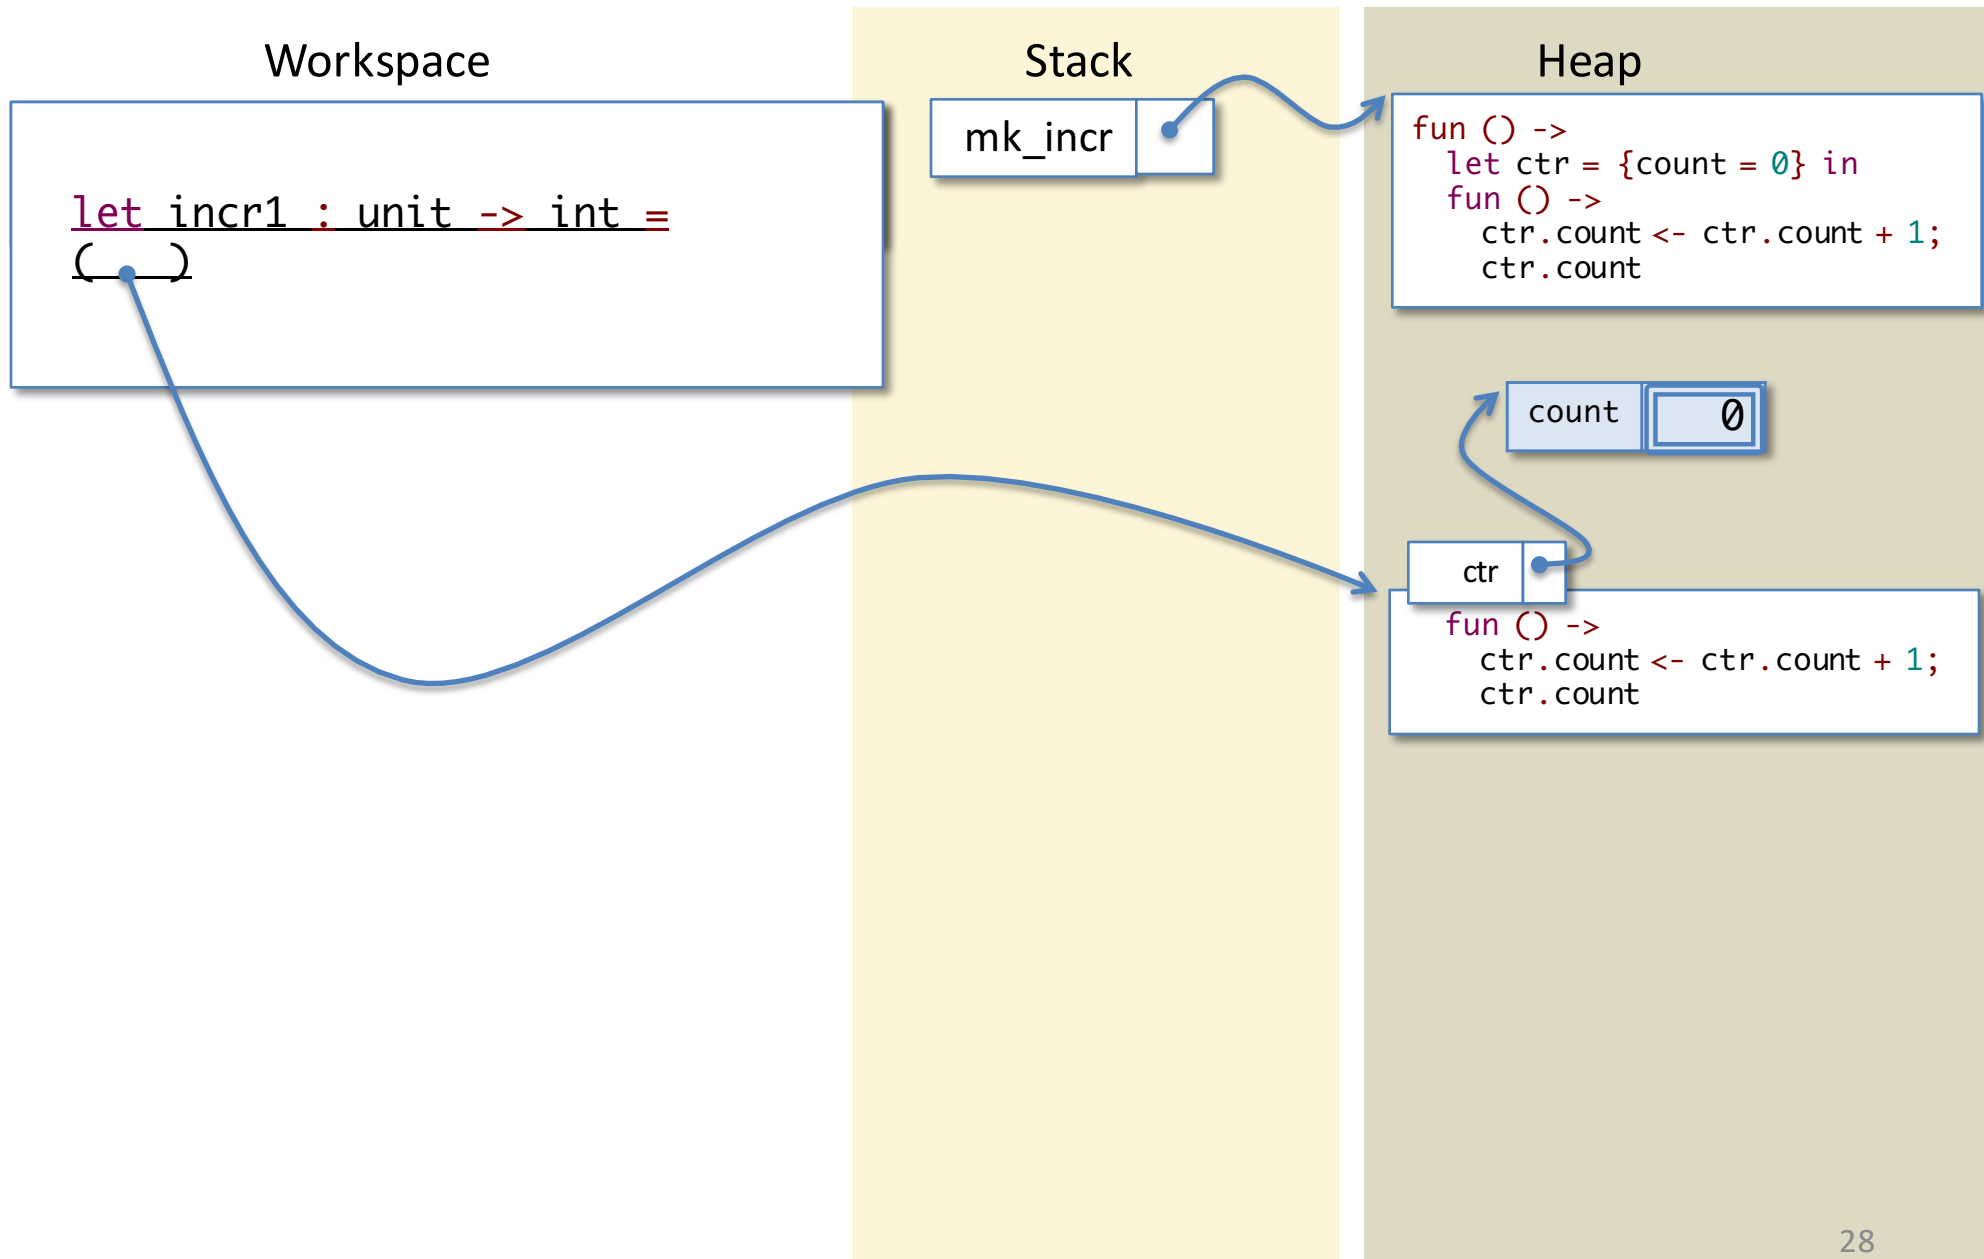 Workspace
let incr1 : unit -> int =
( )
Stack
mk_incr
Heap
fun () ->
let ctr = {count = 0} in
fun () ->
ctr.count <- ctr.count + 1;
ctr.count
count 0
ctr
fun () ->
ctr.count <- ctr.count + 1;
ctr.count
28